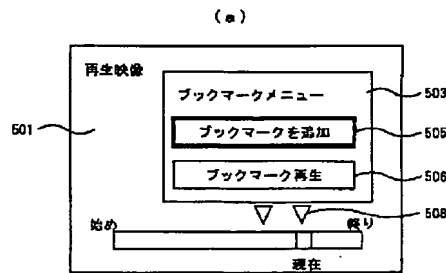 (a)
再生映像
ブックマークメニュー
503
501
ブックマークを追加
505
ブックマーク再生
506
508
始め
終り
現在